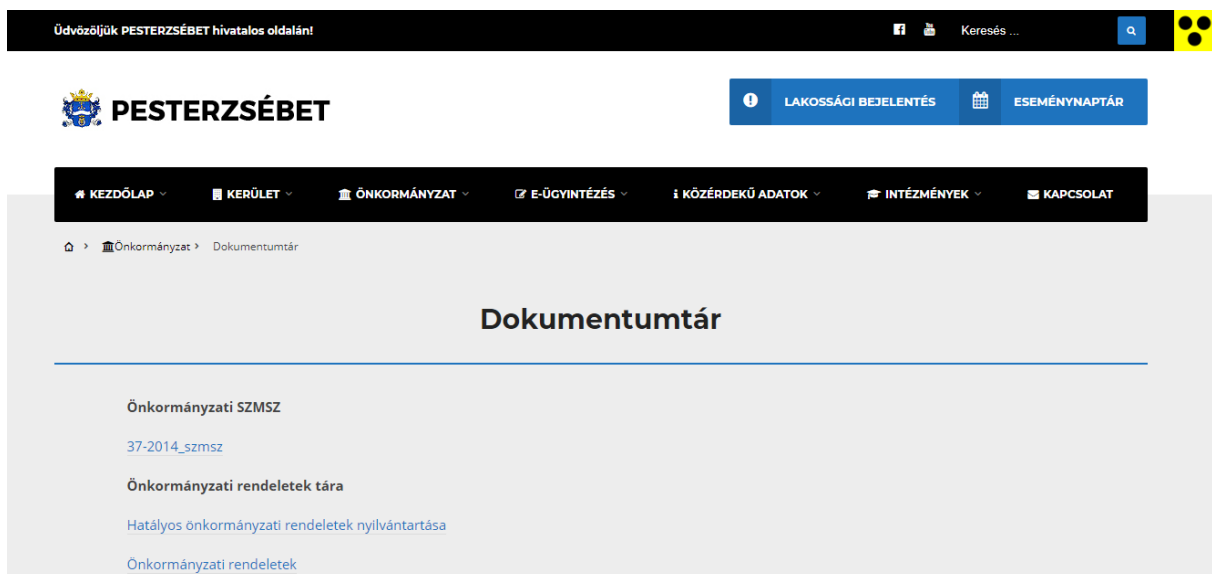 Üdvözöljük PESTERZSÉBET hivatalos oldalán!
Keresés ...
PESTERZSÉBET
LAKOSSÁGI BEJELENTÉS
ESEMÉNYNAPTÁR
KEZDŐLAP KERÜLET ÖNKORMÁNYZAT E-ÜGYINTÉZÉS KÖZÉRDEKŰ ADATOK INTÉZMÉNYEK KAPCSOLAT
Önkormányzat > Dokumentumtár
Dokumentumtár
Önkormányzati SZMSZ
37-2014_szmsz
Önkormányzati rendeletek tára
Hatályos önkormányzati rendeletek nyilvántartása
Önkormányzati rendeletek